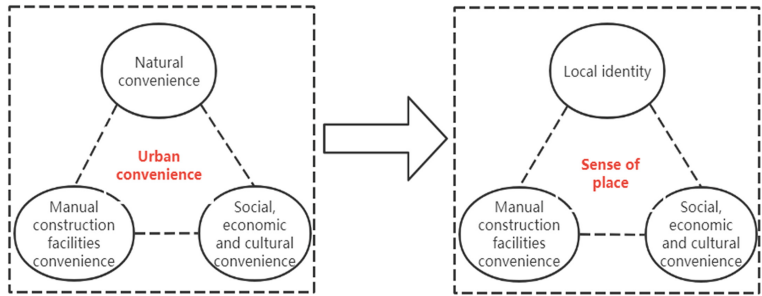 Natural
convenience
Urban
convenience
Manual
construction
facilities
convenience
Social,
economic
and cultural
convenience
Local identity
Sense of
place
Manual
construction
facilities
convenience
Social,
economic
and cultural
convenience